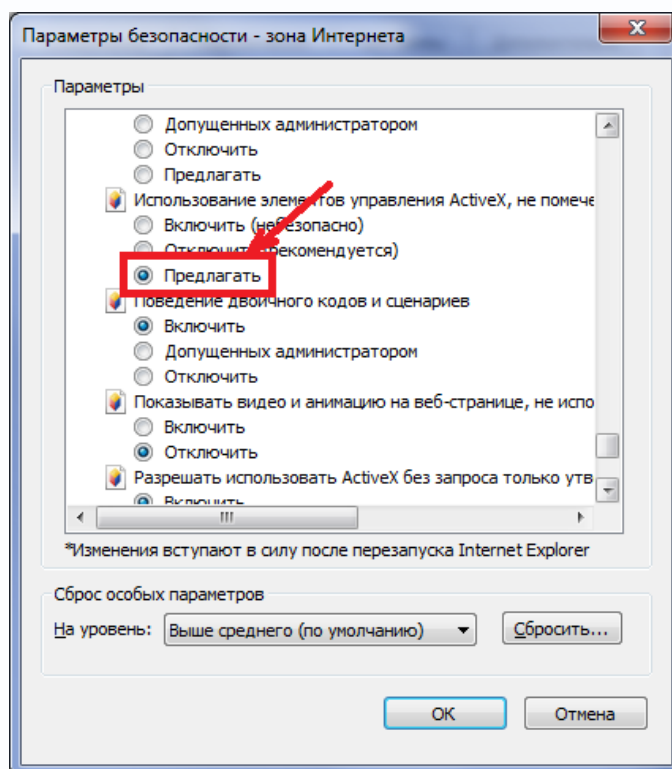 Параметры безопасности - зона Интернета
Параметры
Допущенных администратором
Отключить
Предлагать
Использование элементов управления ActiveX, не помече
Включить (небезопасно)
Отключить (рекомендуется)
Предлагать
Поведение двоичного кодов и сценариев
Включить
Допущенных администратором
Отключить
Показывать видео и анимацию на веб-странице, не испо
Включить
Отключить
Разрешать использовать ActiveX без запроса только утв
Включить
*Изменения вступают в силу после перезапуска Internet Explorer
Сброс особых параметров
На уровень: Выше среднего (по умолчанию) Сбросить...
ОК Отмена